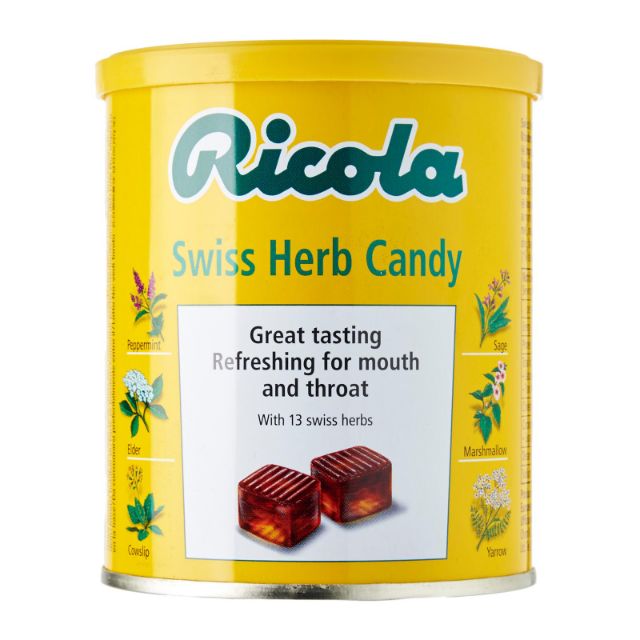 Ricola
Swiss Herb Candy
Great tasting
Refreshing for mouth
and throat
With 13 swiss herbs
Peppermint
Elder
Cowslip
Sage
Marshmallow
Yarrow